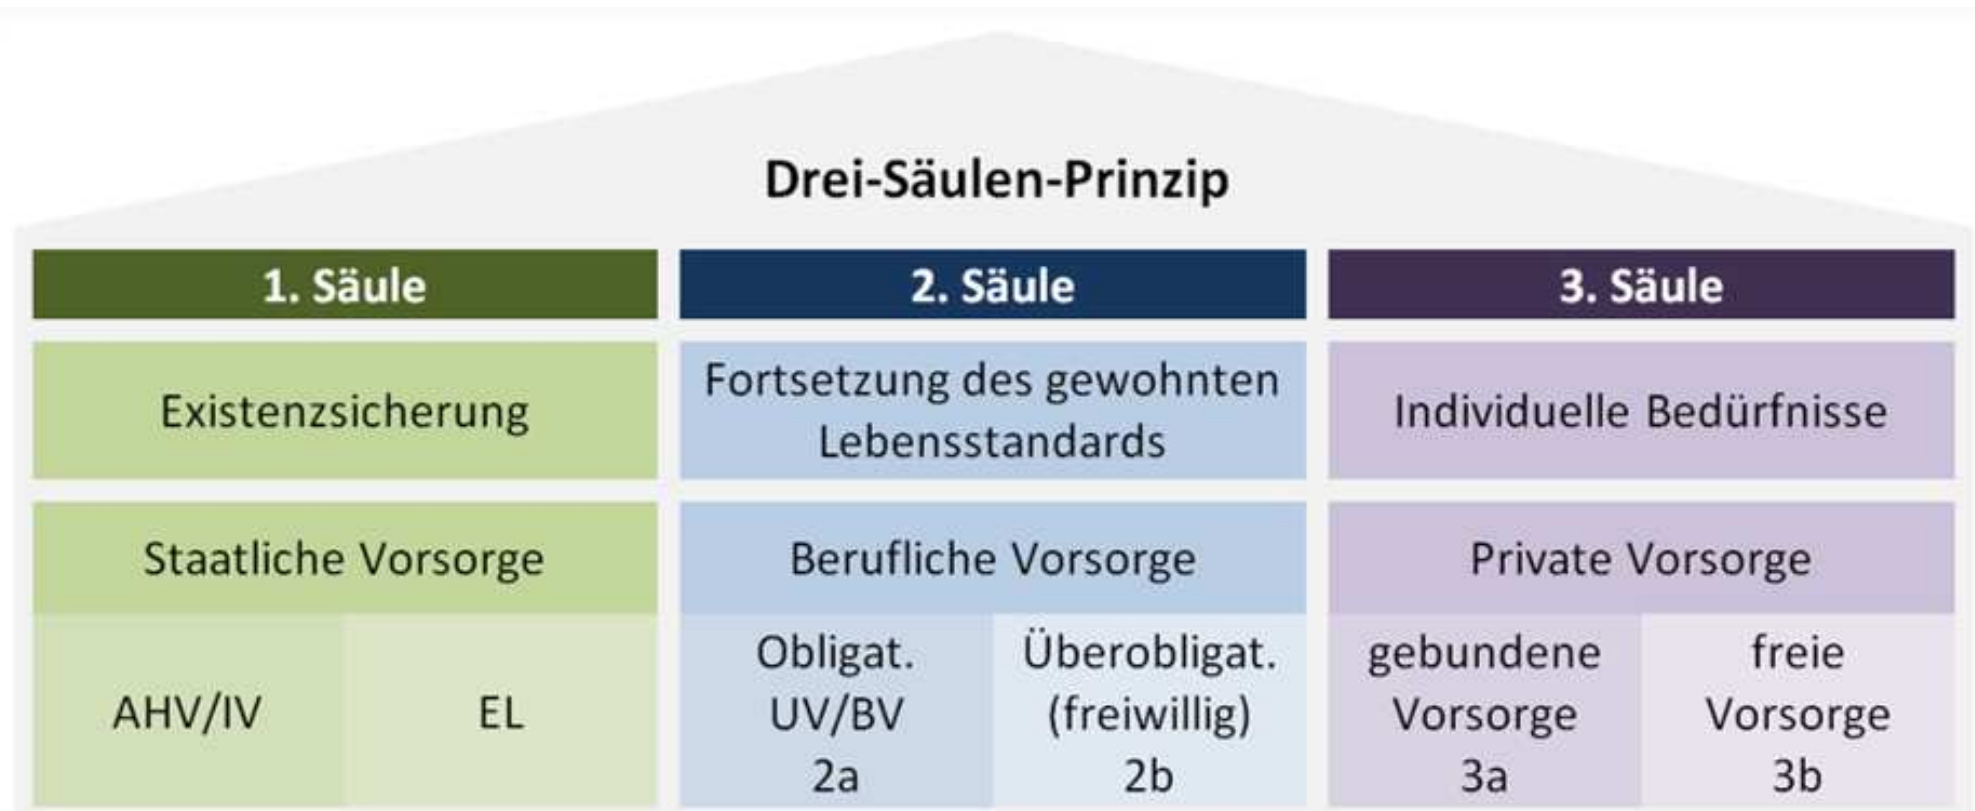 Drei-Säulen-Prinzip
1. Säule
2. Säule
3. Säule
Existenzsicherung
Fortsetzung des gewohnten
Lebensstandards
Individuelle Bedürfnisse
Staatliche Vorsorge
Berufliche Vorsorge
Private Vorsorge
AHV/IV
EL
Obligat.
UV/BV
2a
Überobligat.
(freiwillig)
2b
gebundene
Vorsorge
3a
freie
Vorsorge
3b